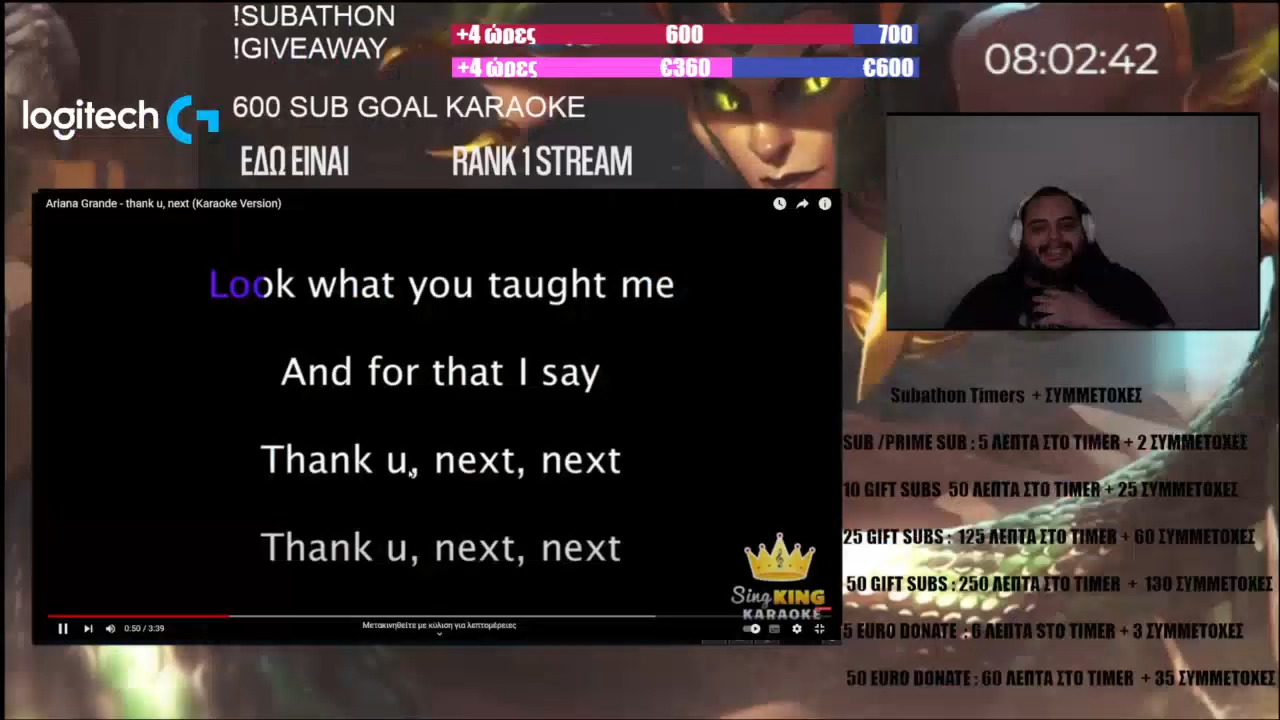 !SUBATHON
!GIVEAWAY
+4 ώρες 600 700
+4 ώρες €360 €600
08:02:42
logitech G
600 SUB GOAL KARAOKE
ΕΔΩ ΕΙΝΑΙ RANK 1 STREAM
Ariana Grande - thank u, next (Karaoke Version)
Look what you taught me
And for that I say
Thank u, next, next
Thank u, next, next
Sing KING
KARAOKE
0:50 / 3:39
Μετακινηθείτε με κύλιση για λεπτομέρειες
Subathon Timers + ΣΥΜΜΕΤΟΧΕΣ
SUB /PRIME SUB : 5 ΛΕΠΤΑ ΣΤΟ TIMER + 2 ΣΥΜΜΕΤΟΧΕΣ
10 GIFT SUBS 50 ΛΕΠΤΑ ΣΤΟ TIMER + 25 ΣΥΜΜΕΤΟΧΕΣ
25 GIFT SUBS : 125 ΛΕΠΤΑ ΣΤΟ TIMER + 60 ΣΥΜΜΕΤΟΧΕΣ
50 GIFT SUBS : 250 ΛΕΠΤΑ ΣΤΟ TIMER + 130 ΣΥΜΜΕΤΟΧΕΣ
5 EURO DONATE : 6 ΛΕΠΤΑ STO TIMER + 3 ΣΥΜΜΕΤΟΧΕΣ
50 EURO DONATE : 60 ΛΕΠΤΑ ΣΤΟ TIMER + 35 ΣΥΜΜΕΤΟΧΕΣ